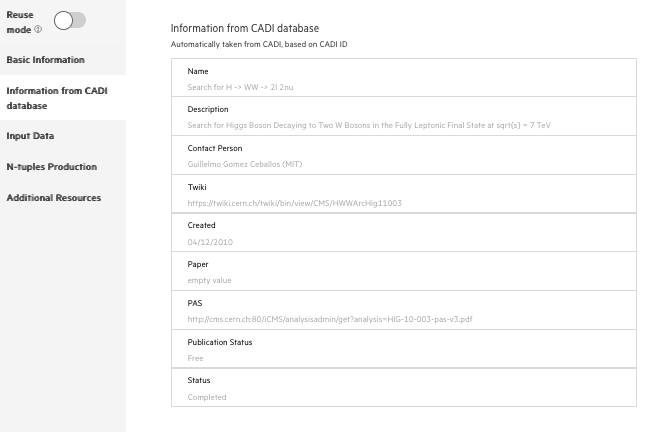 Reuse
mode ?
Basic Information
Information from CADI
database
Input Data
N-tuples Production
Additional Resources
Information from CADI database
Automatically taken from CADI, based on CADI ID
Name
Search for H -> WW -> 2l 2nu
Description
Search for Higgs Boson Decaying to Two W Bosons in the Fully Leptonic Final State at sqrt{s} = 7 TeV
Contact Person
Guillelmo Gomez Ceballos (MIT)
Twiki
https://twiki.cern.ch/twiki/bin/view/CMS/HWWArcHig11003
Created
04/12/2010
Paper
empty value
PAS
http://cms.cern.ch:80/iCMS/analysisadmin/get?analysis=HIG-10-003-pas-v3.pdf
Publication Status
Free
Status
Completed